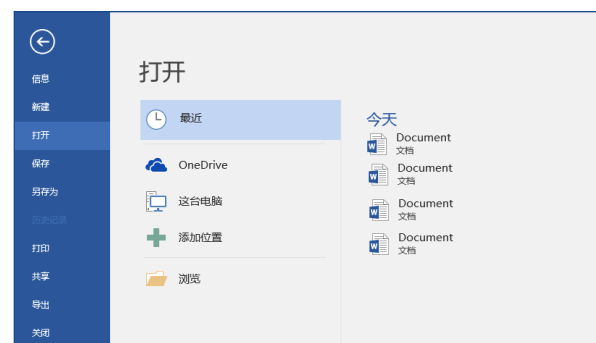 信息
新建
打开
保存
另存为
历史记录
打印
共享
导出
关闭
打开
最近
OneDrive
这台电脑
添加位置
浏览
今天
Document
文档
Document
文档
Document
文档
Document
文档